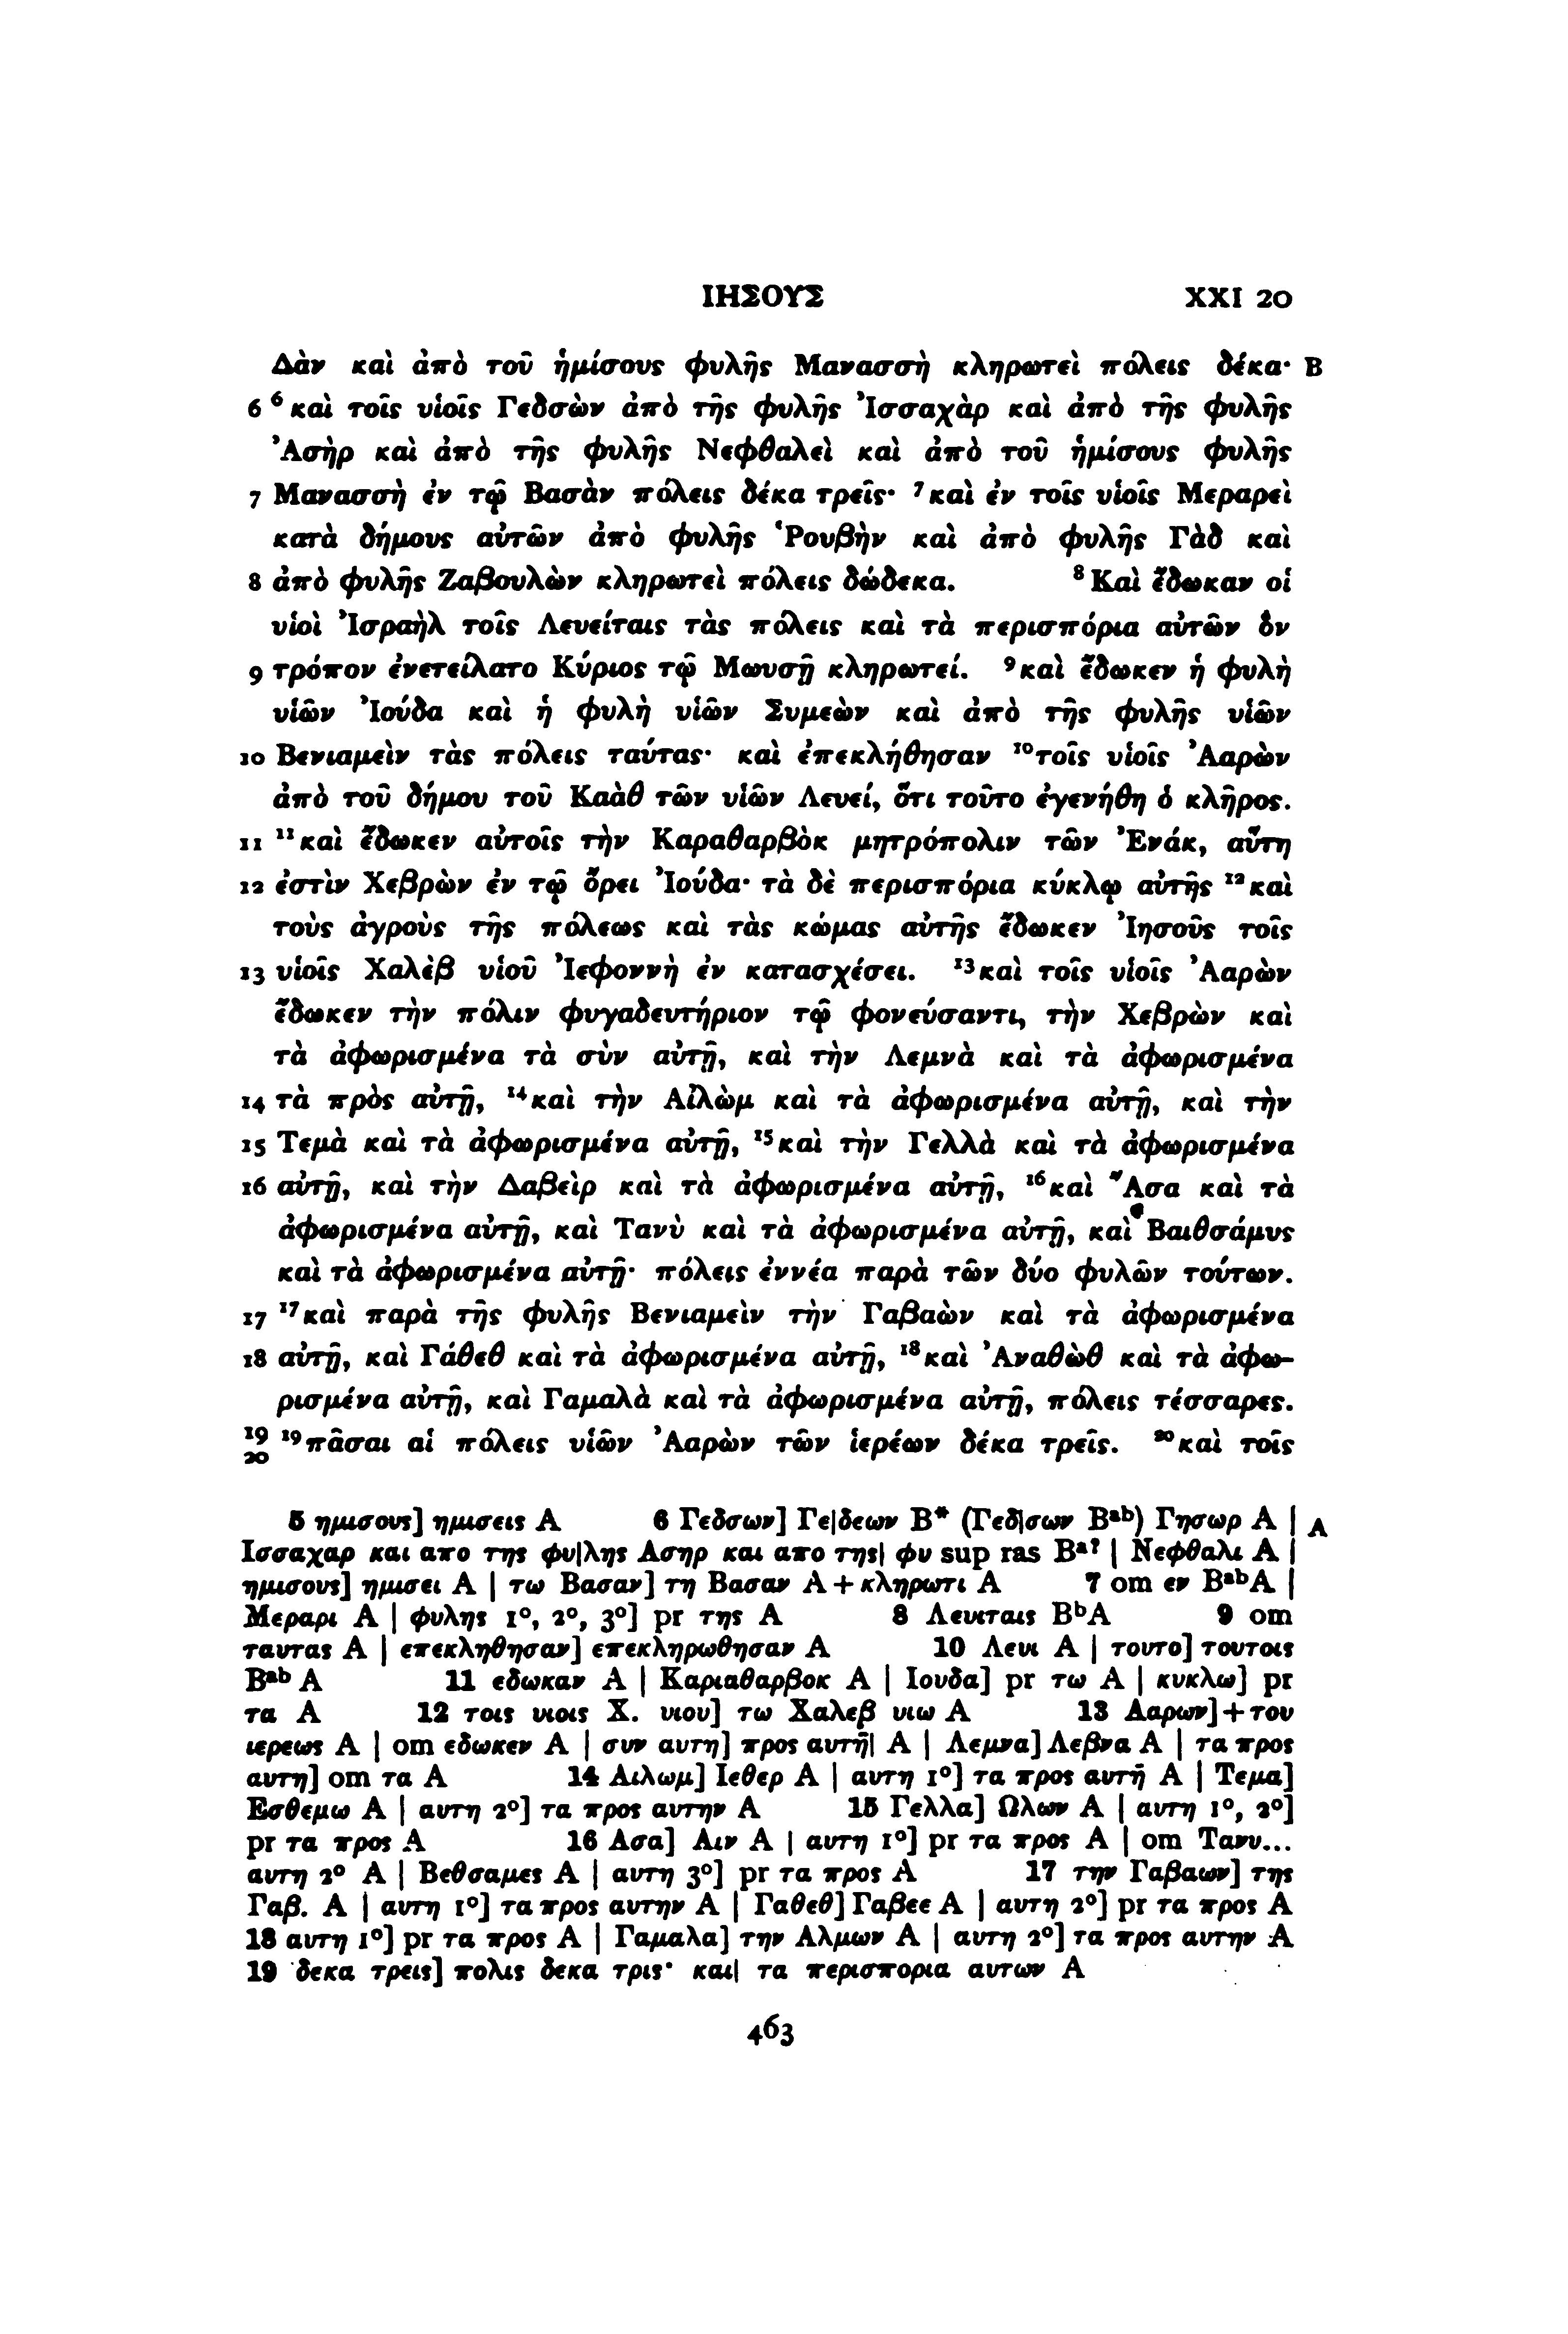 ΙΗΣΟΥΣ XXI 20
Δὰν καὶ ἀπὸ τοῦ ἡμίσους φυλῆς Μανασσὴ κληρωτεὶ πόλεις δέκα· B
6 ⁶καὶ τοῖς υἱοῖς Γεδσὼν ἀπὸ τῆς φυλῆς Ἰσσαχὰρ καὶ ἀπὸ τῆς φυλῆς
Ἀσὴρ καὶ ἀπὸ τῆς φυλῆς Νεφθαλεὶ καὶ ἀπὸ τοῦ ἡμίσους φυλῆς
7 Μανασσὴ ἐν τῷ Βασὰν πόλεις δέκα τρεῖς· ⁷καὶ ἐν τοῖς υἱοῖς Μεραρεὶ
κατὰ δήμους αὐτῶν ἀπὸ φυλῆς Ῥουβὴν καὶ ἀπὸ φυλῆς Γὰδ καὶ
8 ἀπὸ φυλῆς Ζαβουλὼν κληρωτεὶ πόλεις δώδεκα. ⁸Καὶ ἔδωκαν οἱ
υἱοὶ Ἰσραὴλ τοῖς Λευείταις τὰς πόλεις καὶ τὰ περισπόρια αὐτῶν ὃν
9 τρόπον ἐνετείλατο Κύριος τῷ Μωυσῇ κληρωτεί. ⁹καὶ ἔδωκεν ἡ φυλὴ
υἱῶν Ἰούδα καὶ ἡ φυλὴ υἱῶν Συμεὼν καὶ ἀπὸ τῆς φυλῆς υἱῶν
10 Βενιαμεὶν τὰς πόλεις ταύτας· καὶ ἐπεκλήθησαν ¹⁰τοῖς υἱοῖς Ἀαρὼν
ἀπὸ τοῦ δήμου τοῦ Καὰθ τῶν υἱῶν Λευεί, ὅτι τοῦτο ἐγενήθη ὁ κλῆρος.
11 ¹¹καὶ ἔδωκεν αὐτοῖς τὴν Καραθαρβὸκ μητρόπολιν τῶν Ἐνάκ, αὕτη
12 ἐστὶν Χεβρὼν ἐν τῷ ὄρει Ἰούδα· τὰ δὲ περισπόρια κύκλῳ αὐτῆς ¹²καὶ
τοὺς ἀγροὺς τῆς πόλεως καὶ τὰς κώμας αὐτῆς ἔδωκεν Ἰησοῦς τοῖς
13 υἱοῖς Χαλὲβ υἱοῦ Ἰεφοννὴ ἐν κατασχέσει. ¹³καὶ τοῖς υἱοῖς Ἀαρὼν
ἔδωκεν τὴν πόλιν φυγαδευτήριον τῷ φονεύσαντι, τὴν Χεβρὼν καὶ
τὰ ἀφωρισμένα τὰ σὺν αὐτῇ, καὶ τὴν Λεμνὰ καὶ τὰ ἀφωρισμένα
14 τὰ πρὸς αὐτῇ, ¹⁴καὶ τὴν Αἰλὼμ καὶ τὰ ἀφωρισμένα αὐτῇ, καὶ τὴν
15 Τεμὰ καὶ τὰ ἀφωρισμένα αὐτῇ, ¹⁵καὶ τὴν Γελλὰ καὶ τὰ ἀφωρισμένα
16 αὐτῇ, καὶ τὴν Δαβεὶρ καὶ τὰ ἀφωρισμένα αὐτῇ, ¹⁶καὶ Ἄσα καὶ τὰ
ἀφωρισμένα αὐτῇ, καὶ Τανὺ καὶ τὰ ἀφωρισμένα αὐτῇ, καὶ Βαιθσάμυς
καὶ τὰ ἀφωρισμένα αὐτῇ· πόλεις ἐννέα παρὰ τῶν δύο φυλῶν τούτων.
17 ¹⁷καὶ παρὰ τῆς φυλῆς Βενιαμεὶν τὴν Γαβαὼν καὶ τὰ ἀφωρισμένα
18 αὐτῇ, καὶ Γάθεθ καὶ τὰ ἀφωρισμένα αὐτῇ, ¹⁸καὶ Ἀναθὼθ καὶ τὰ ἀφω-
ρισμένα αὐτῇ, καὶ Γαμαλὰ καὶ τὰ ἀφωρισμένα αὐτῇ, πόλεις τέσσαρες.
19 20 ¹⁹πᾶσαι αἱ πόλεις υἱῶν Ἀαρὼν τῶν ἱερέων δέκα τρεῖς. ²⁰καὶ τοῖς
5 ημισους] ημισεις A 6 Γεδσων] Γε|δεων B* (Γεδ|σων Bᵃᵇ) Γησωρ A | A
Ισσαχαρ και απο της φυ|λης Ασηρ και απο της| φυ sup ras Bᵃ? | Νεφθαλι A |
ημισους] ημισει A | τω Βασαν] τη Βασαν A + κληρωτι A 7 om εν BᵃᵇA |
Μεραρι A | φυλης 1°, 2°, 3°] pr της A 8 Λευιταις BᵇA 9 om
ταυτας A | επεκληθησαν] επεκληρωθησαν A 10 Λευι A | τουτο] τουτοις
Bᵃᵇ A 11 εδωκαν A | Καριαθαρβοκ A | Ιουδα] pr τω A | κυκλω] pr
τα A 12 τοις υιοις Χ. υιου] τω Χαλεβ υιω A 13 Ααρων] + του
ιερεως A | om εδωκεν A | συν αυτη] προς αυτη̄| A | Λεμνα] Λεβνα A | τα προς
αυτη] om τα A 14 Αιλωμ] Ιεθερ A | αυτη 1°] τα προς αυτη̄ A | Τεμα]
Εσθεμω A | αυτη 2°] τα προς αυτην A 15 Γελλα] Ωλων A | αυτη 1°, 2°]
pr τα προς A 16 Ασα] Αιν A | αυτη 1°] pr τα προς A | om Τανυ...
αυτη 2° A | Βεθσαμες A | αυτη 3°] pr τα προς A 17 την Γαβαων] της
Γαβ. A | αυτη 1°] τα προς αυτην A | Γαθεθ] Γαβεε A | αυτη 2°] pr τα προς A
18 αυτη 1°] pr τα προς A | Γαμαλα] την Αλμων A | αυτη 2°] τα προς αυτην A
19 δεκα τρεις] πολις δεκα τρις· και| τα περισπορια αυτων A
463